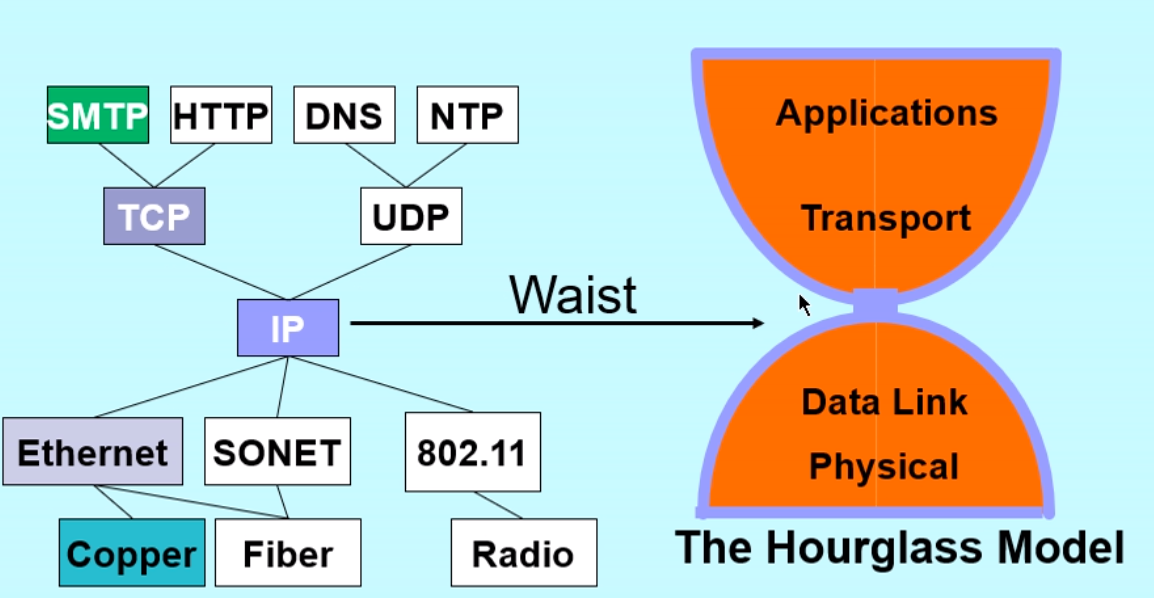 SMTP
HTTP
DNS
NTP
TCP
UDP
IP
Waist
Ethernet
SONET
802.11
Copper
Fiber
Radio
Applications
Transport
Data Link
Physical
The Hourglass Model